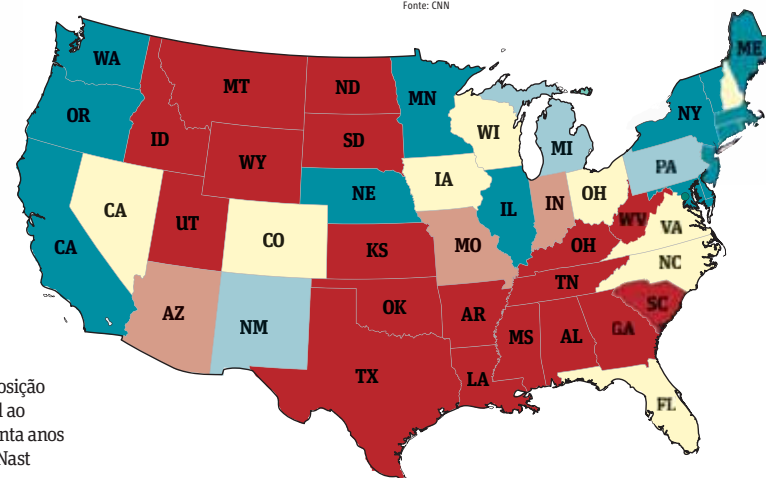 Fonte: CNN
ME
WA
MT
ND
MN
OR
NY
WI
ID
SD
MI
WY
PA
IA
NE
OH
CA
IL
IN
UT
WV
VA
CO
CA
KS
MO
OH
NC
TN
AZ
NM
OK
AR
SC
MS
AL
GA
TX
LA
osição
l ao
nta anos
Nast
FL